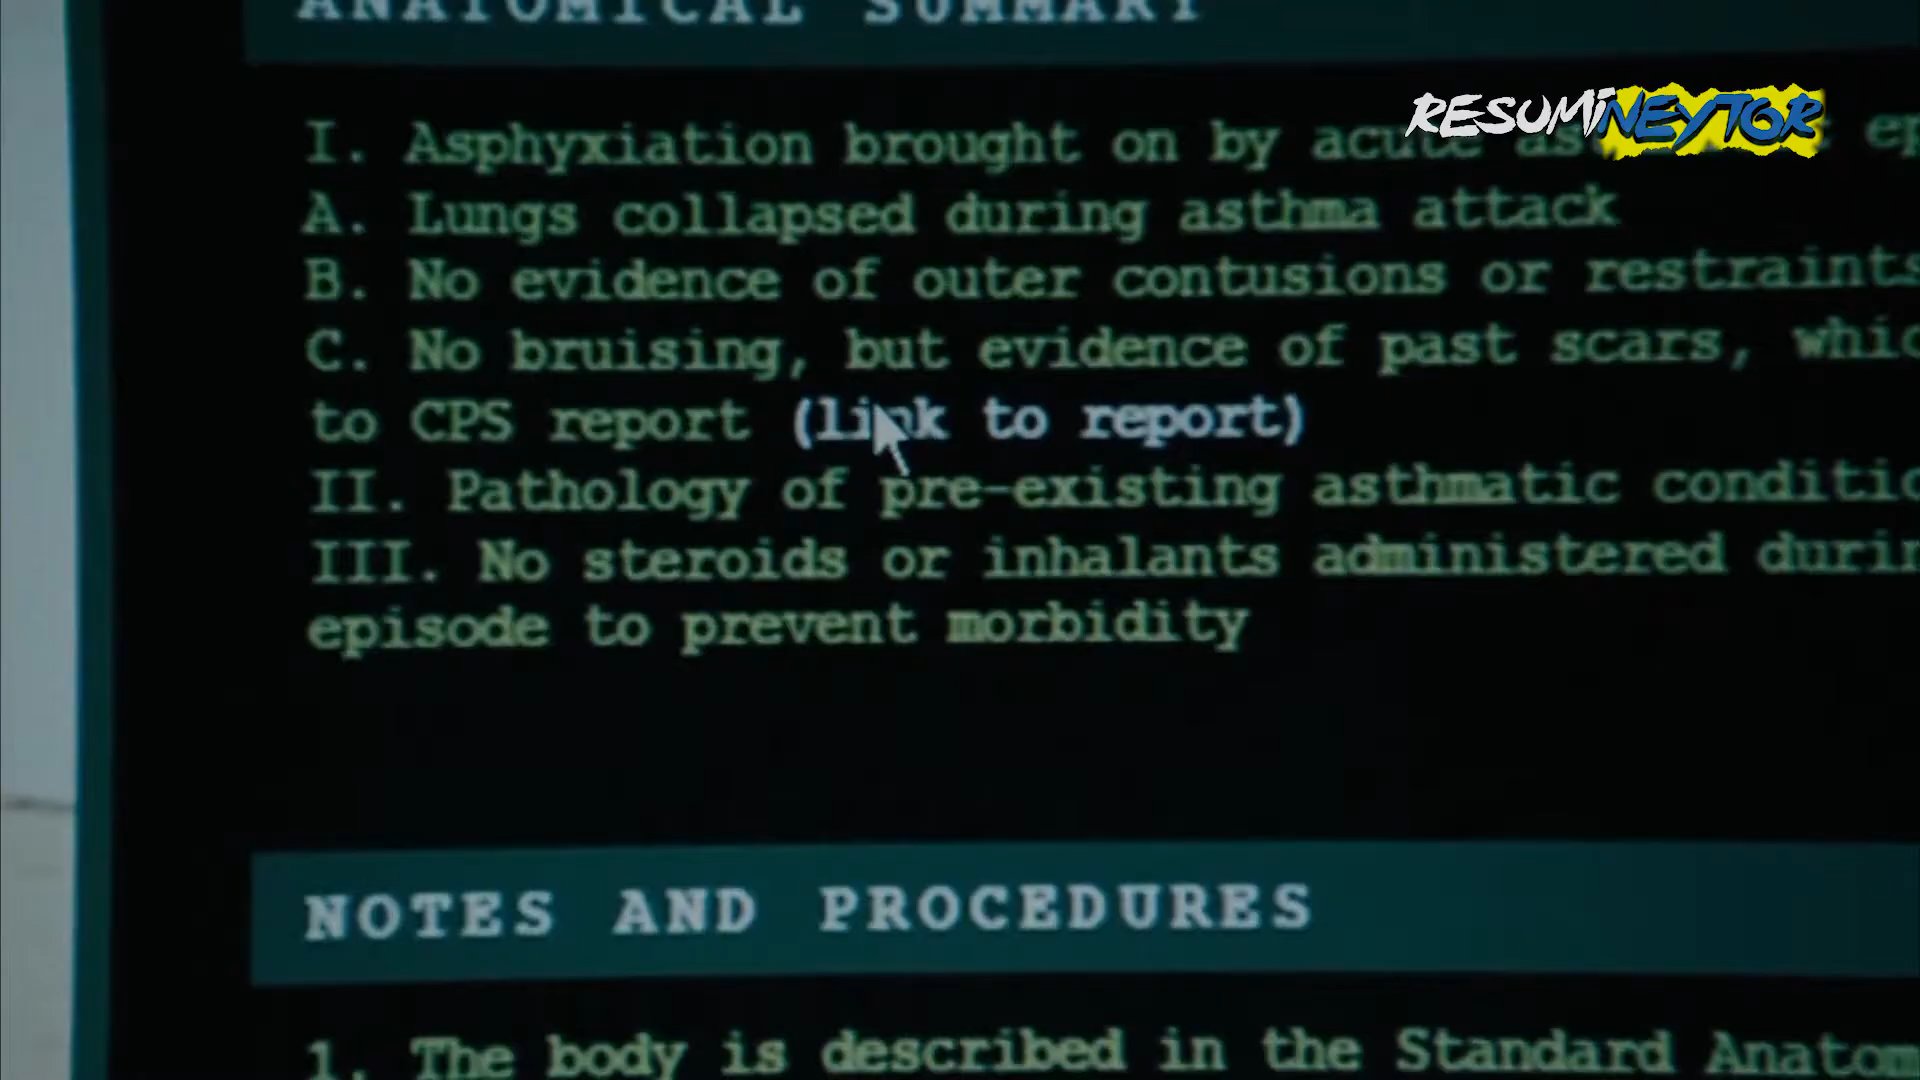 ANATOMICAL SUMMARY
RESUMINEYTOR
I. Asphyxiation brought on by acute
A. Lungs collapsed during asthma attack
B. No evidence of outer contusions or restraints
C. No bruising, but evidence of past scars,
to CPS report (link to report)
II. Pathology of pre-existing asthmatic
III. No steroids or inhalants administered
episode to prevent morbidity
NOTES AND PROCEDURES
1. The body is described in the Standard